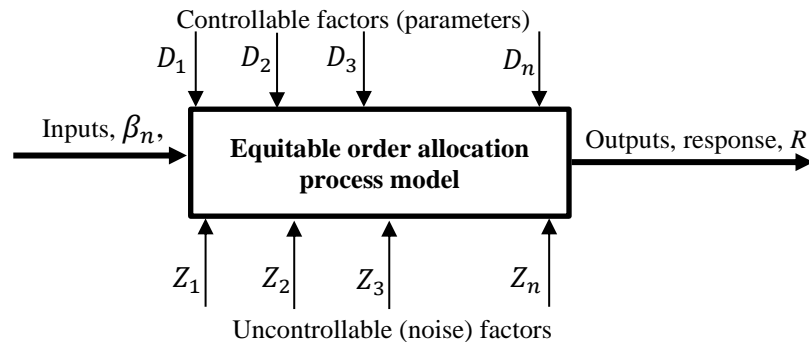 Controllable factors (parameters)
D₁ D₂ D₃ Dₙ
Inputs, βₙ,
Equitable order allocation
process model
Outputs, response, R
Z₁ Z₂ Z₃ Zₙ
Uncontrollable (noise) factors